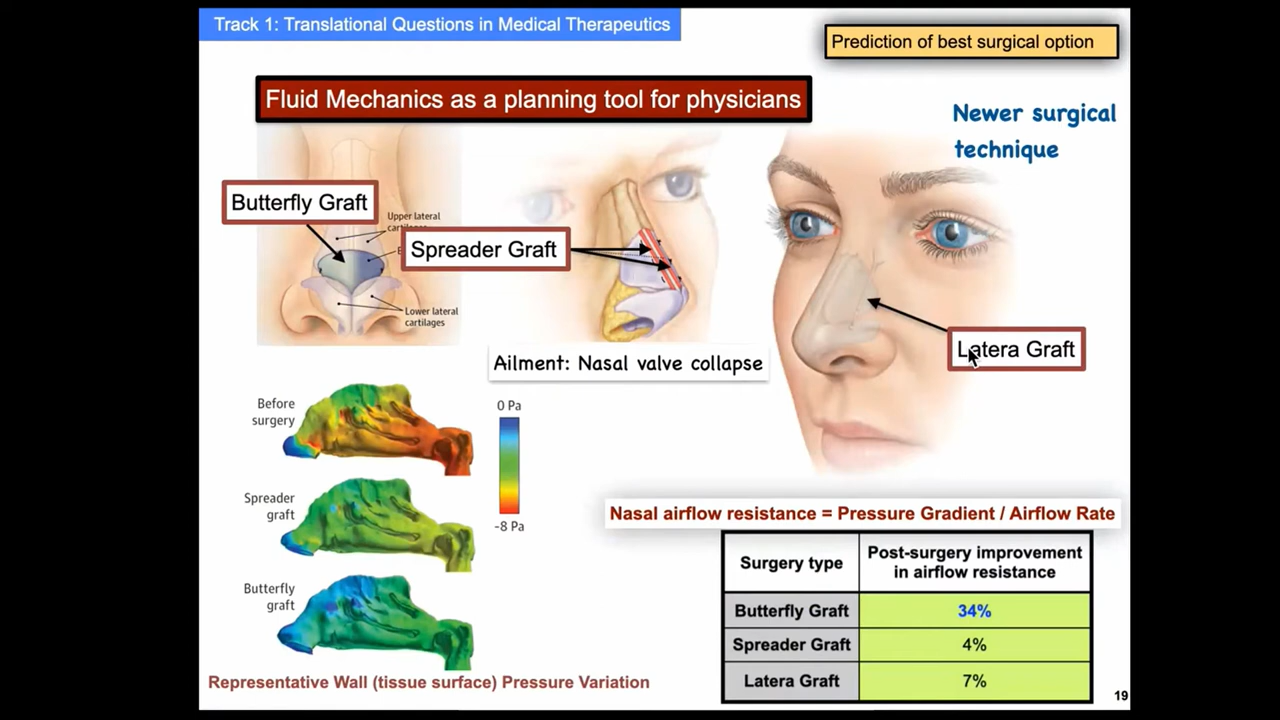 Track 1: Translational Questions in Medical Therapeutics
Prediction of best surgical option
Fluid Mechanics as a planning tool for physicians
Newer surgical
technique
Butterfly Graft
Upper lateral
Spreader Graft
Lower lateral
cartilages
Latera Graft
Ailment: Nasal valve collapse
Before
surgery
0 Pa
-8 Pa
Spreader
graft
Butterfly
graft
Representative Wall (tissue surface) Pressure Variation
Nasal airflow resistance = Pressure Gradient / Airflow Rate
Surgery type
Post-surgery improvement
in airflow resistance
Butterfly Graft 34%
Spreader Graft 4%
Latera Graft 7%
19